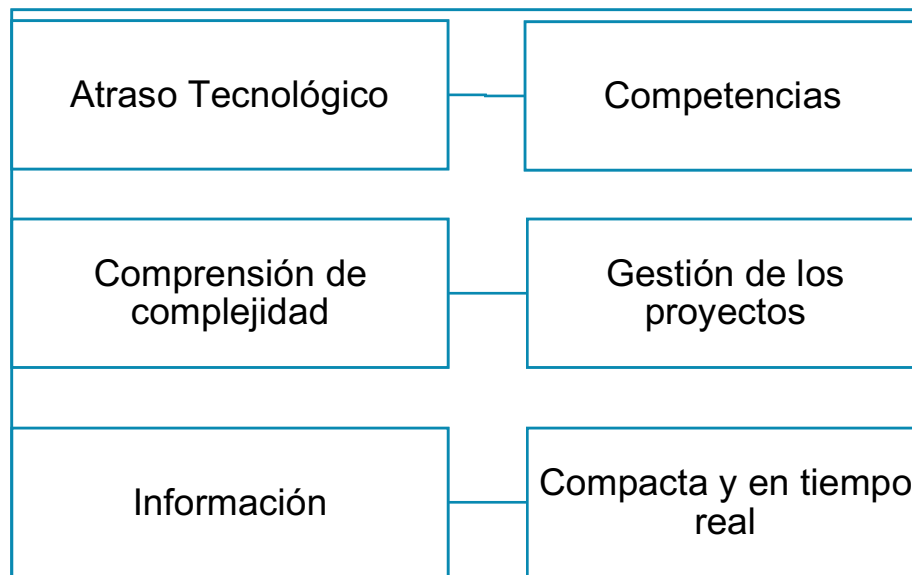 Atraso Tecnológico
Competencias
Comprensión de
complejidad
Gestión de los
proyectos
Información
Compacta y en tiempo
real